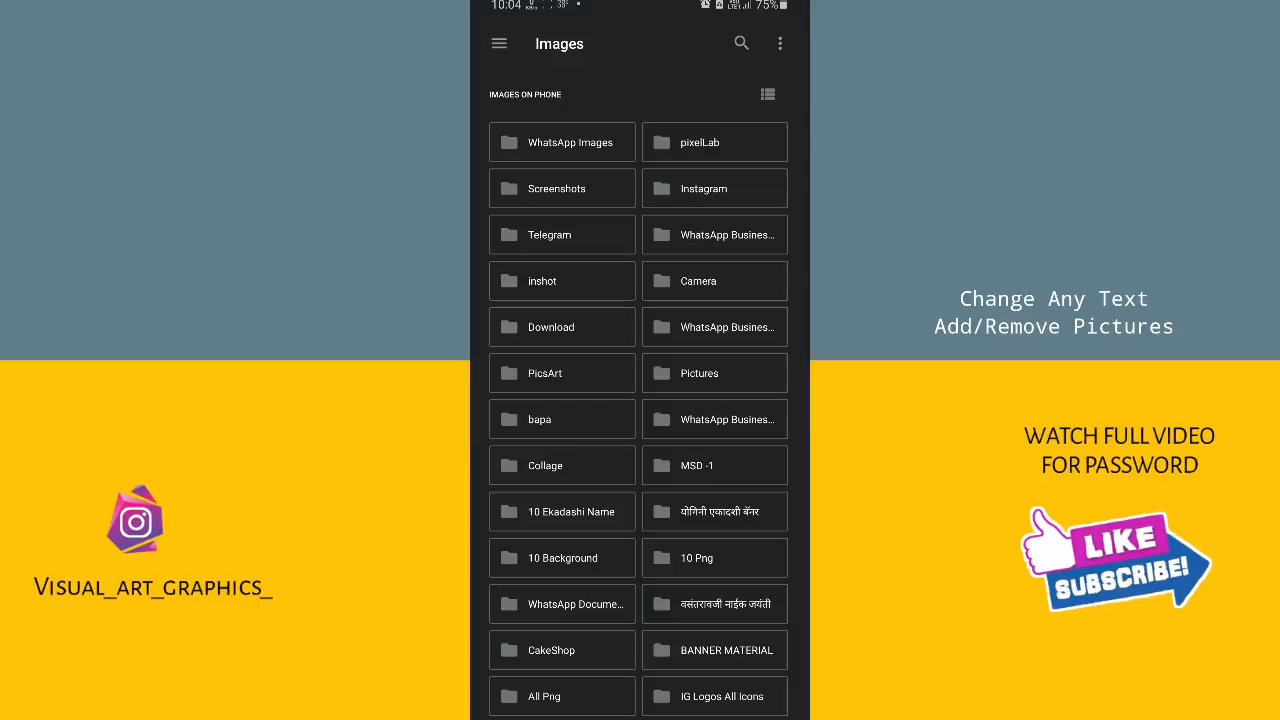 10:04
75%
Images
IMAGES ON PHONE
WhatsApp Images
pixelLab
Screenshots
Instagram
Telegram
WhatsApp Busines...
inshot
Camera
Download
WhatsApp Busines...
PicsArt
Pictures
bapa
WhatsApp Busines...
Collage
MSD -1
10 Ekadashi Name
योगिनी एकादशी बॅनर
10 Background
10 Png
WhatsApp Docume...
वसंतरावजी नाईक जयंती
CakeShop
BANNER MATERIAL
All Png
IG Logos All Icons
Change Any Text
Add/Remove Pictures
WATCH FULL VIDEO
FOR PASSWORD
LIKE
SUBSCRIBE!
VISUAL_ART_GRAPHICS_